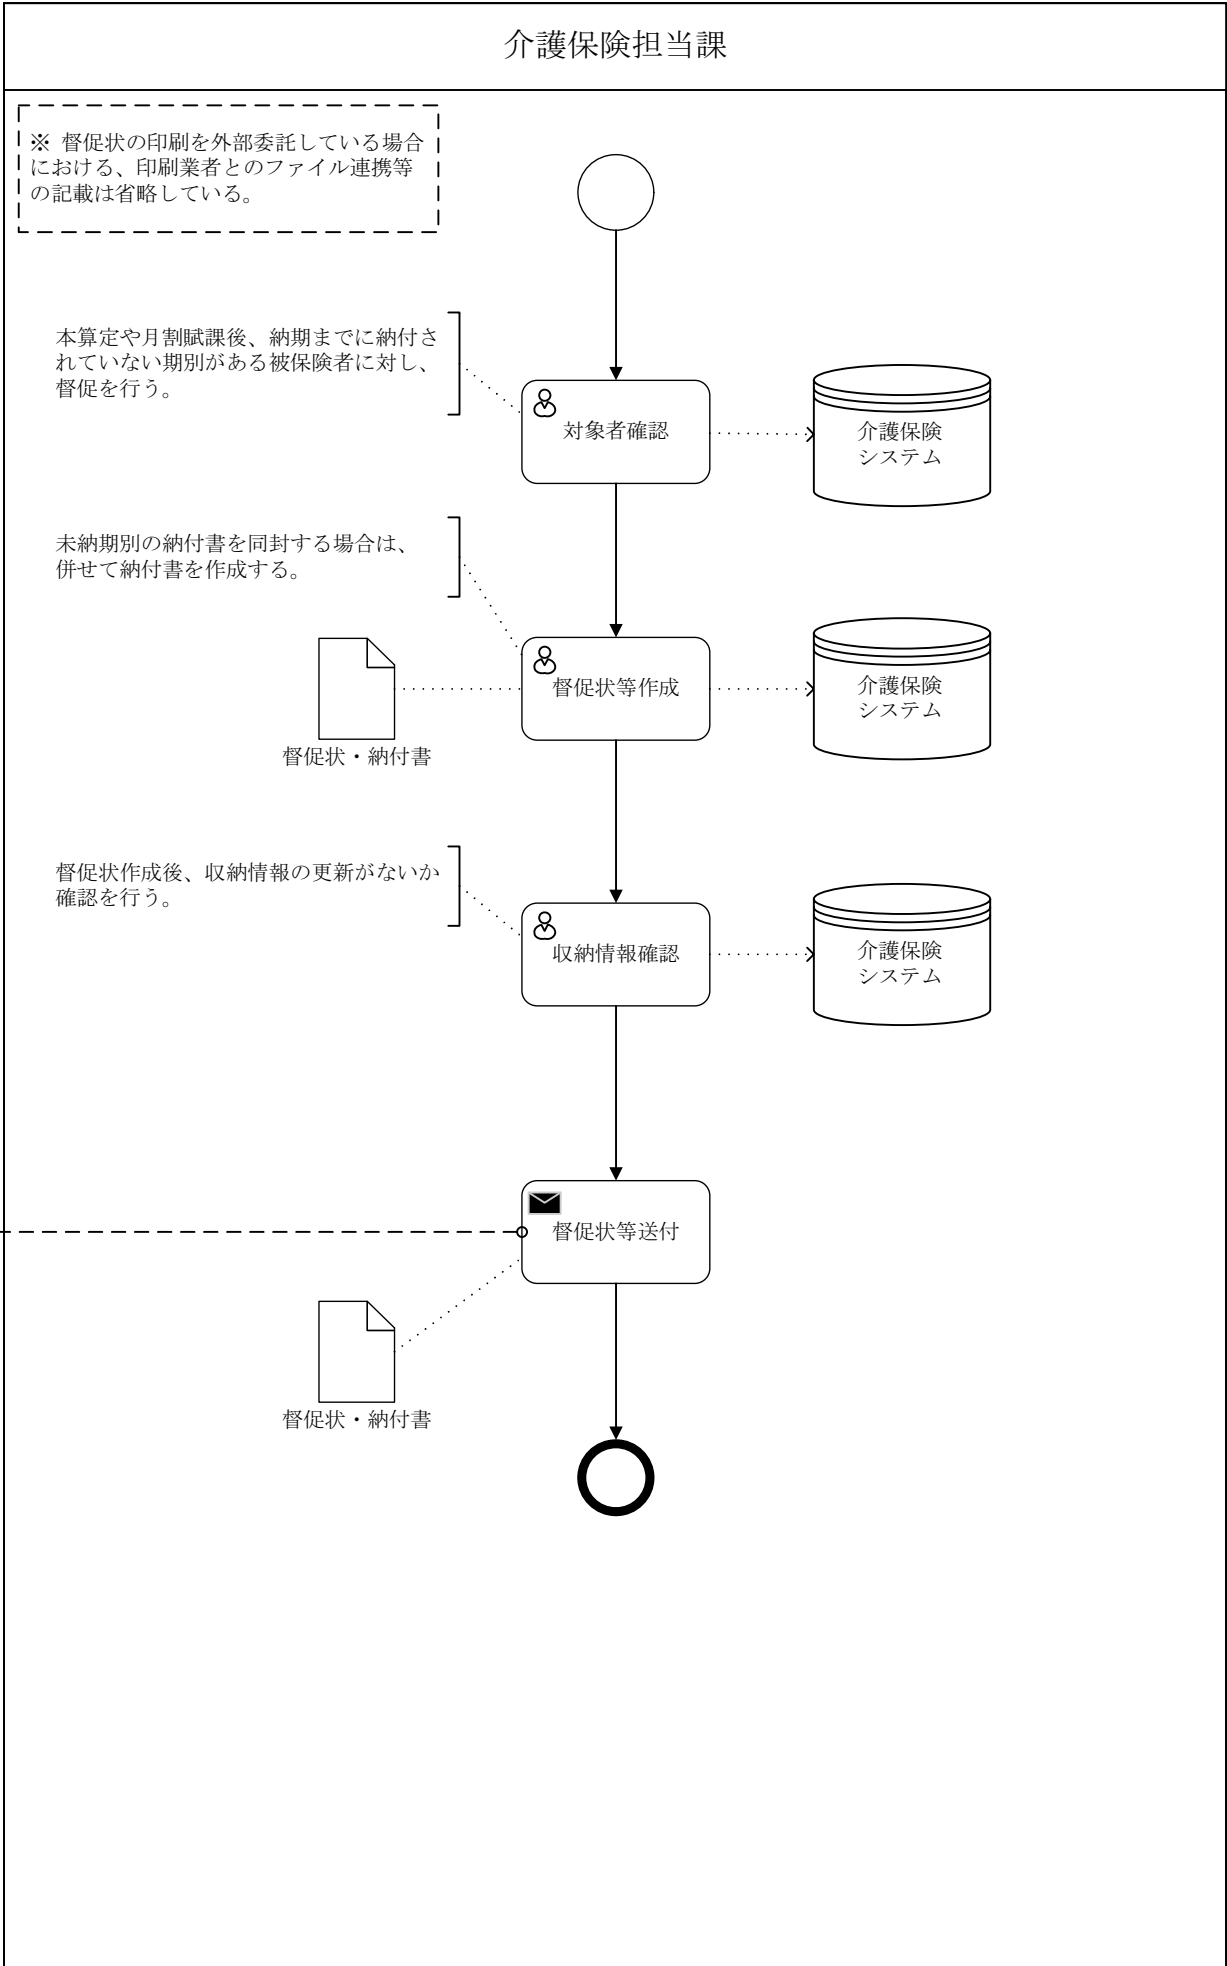 介護保険担当課
※ 督促状の印刷を外部委託している場合
における、印刷業者とのファイル連携等
の記載は省略している。
本算定や月割賦課後、納期までに納付さ
れていない期別がある被保険者に対し、
督促を行う。
対象者確認
介護保険
システム
未納期別の納付書を同封する場合は、
併せて納付書を作成する。
督促状等作成
介護保険
システム
督促状・納付書
督促状作成後、収納情報の更新がないか
確認を行う。
収納情報確認
介護保険
システム
督促状等送付
督促状・納付書